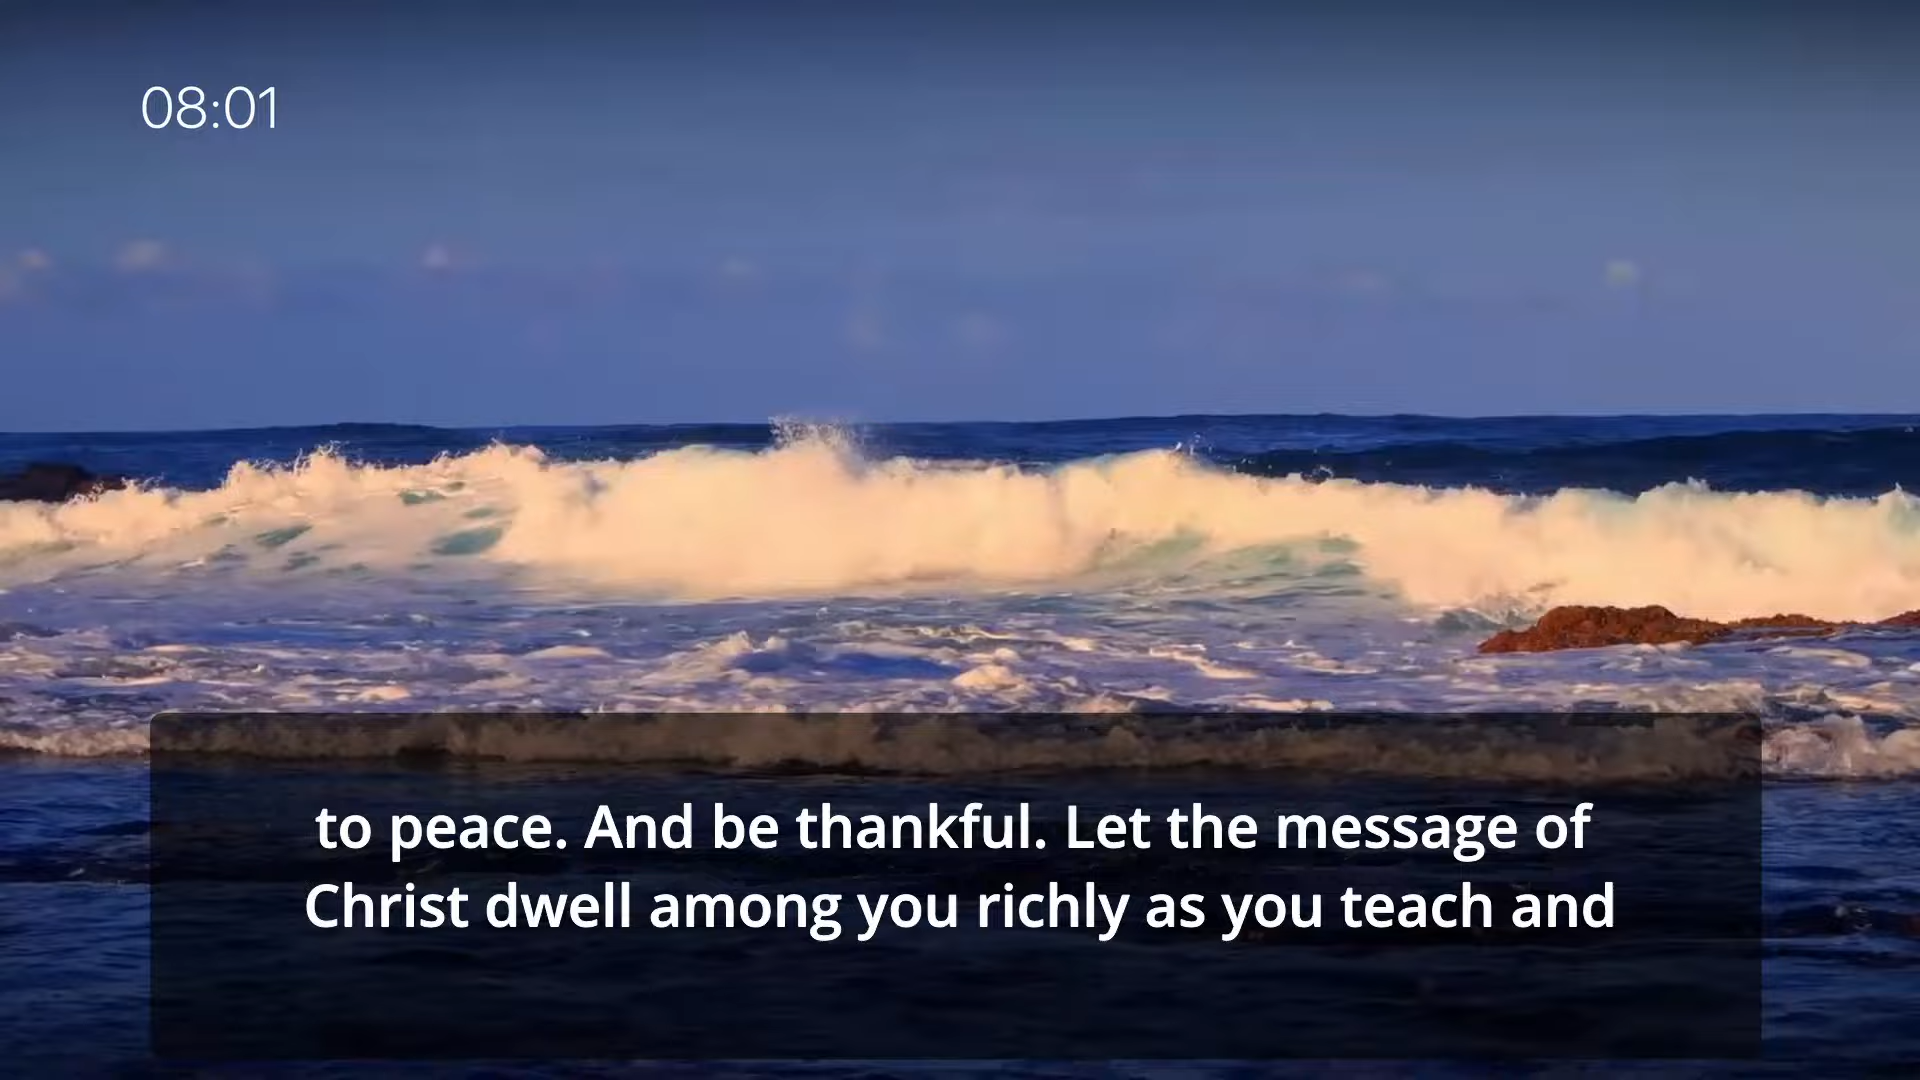 08:01
to peace. And be thankful. Let the message of
Christ dwell among you richly as you teach and